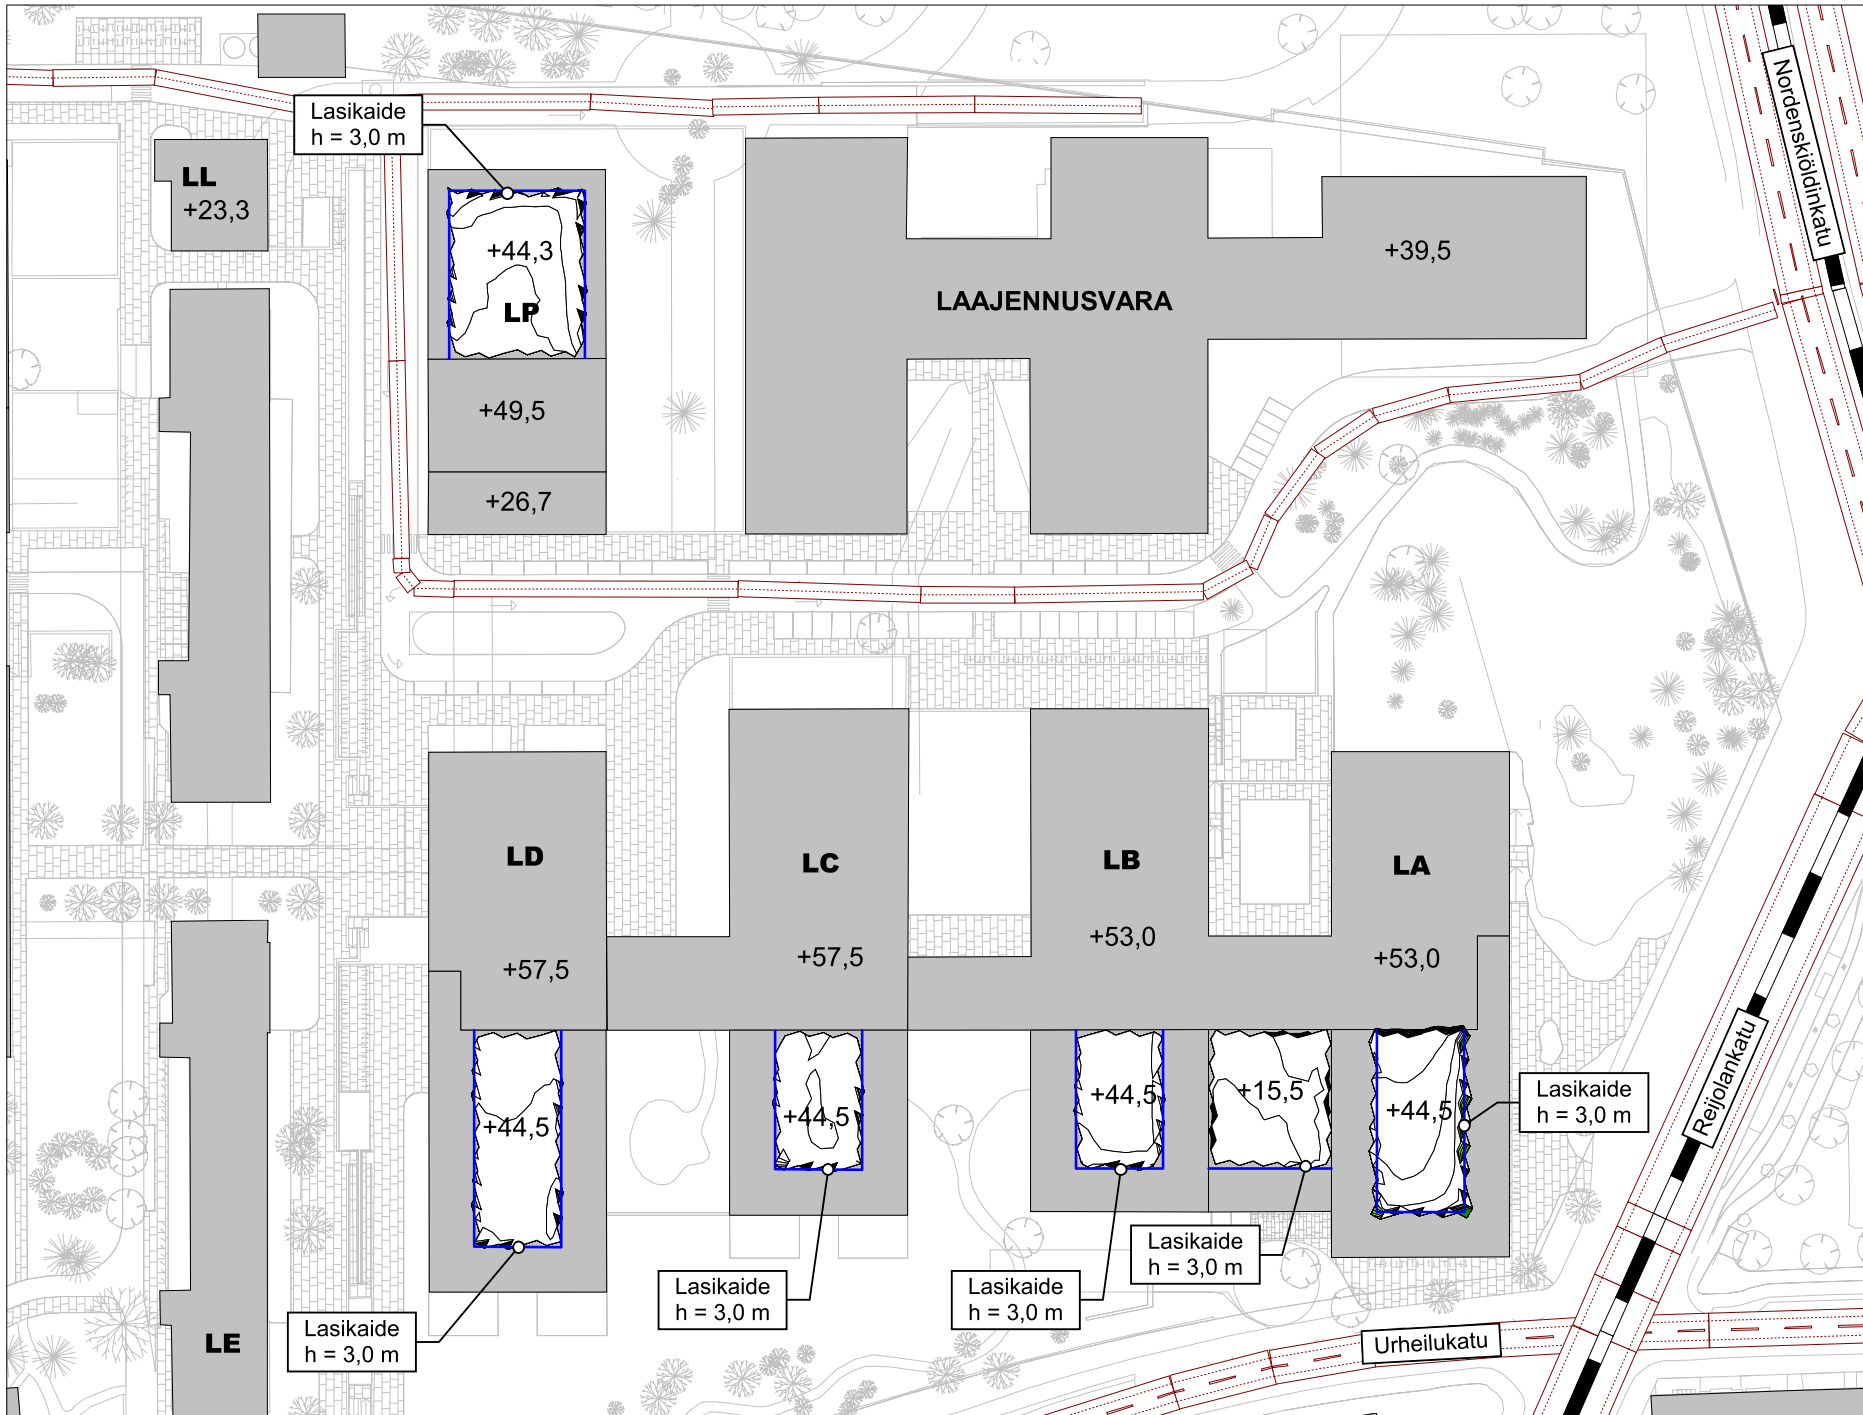 Lasikaide
h = 3,0 m
Nordenskiöldinkatu
LL
+23,3
+44,3
LP
+39,5
LAAJENNUSVARA
+49,5
+26,7
LD
LC
LB
LA
+57,5
+57,5
+53,0
+53,0
+44,5
+44,5
+44,5
+15,5
+44,5
Lasikaide
h = 3,0 m
Reijolankatu
Lasikaide
h = 3,0 m
Lasikaide
h = 3,0 m
Lasikaide
h = 3,0 m
Lasikaide
h = 3,0 m
LE
Urheilukatu